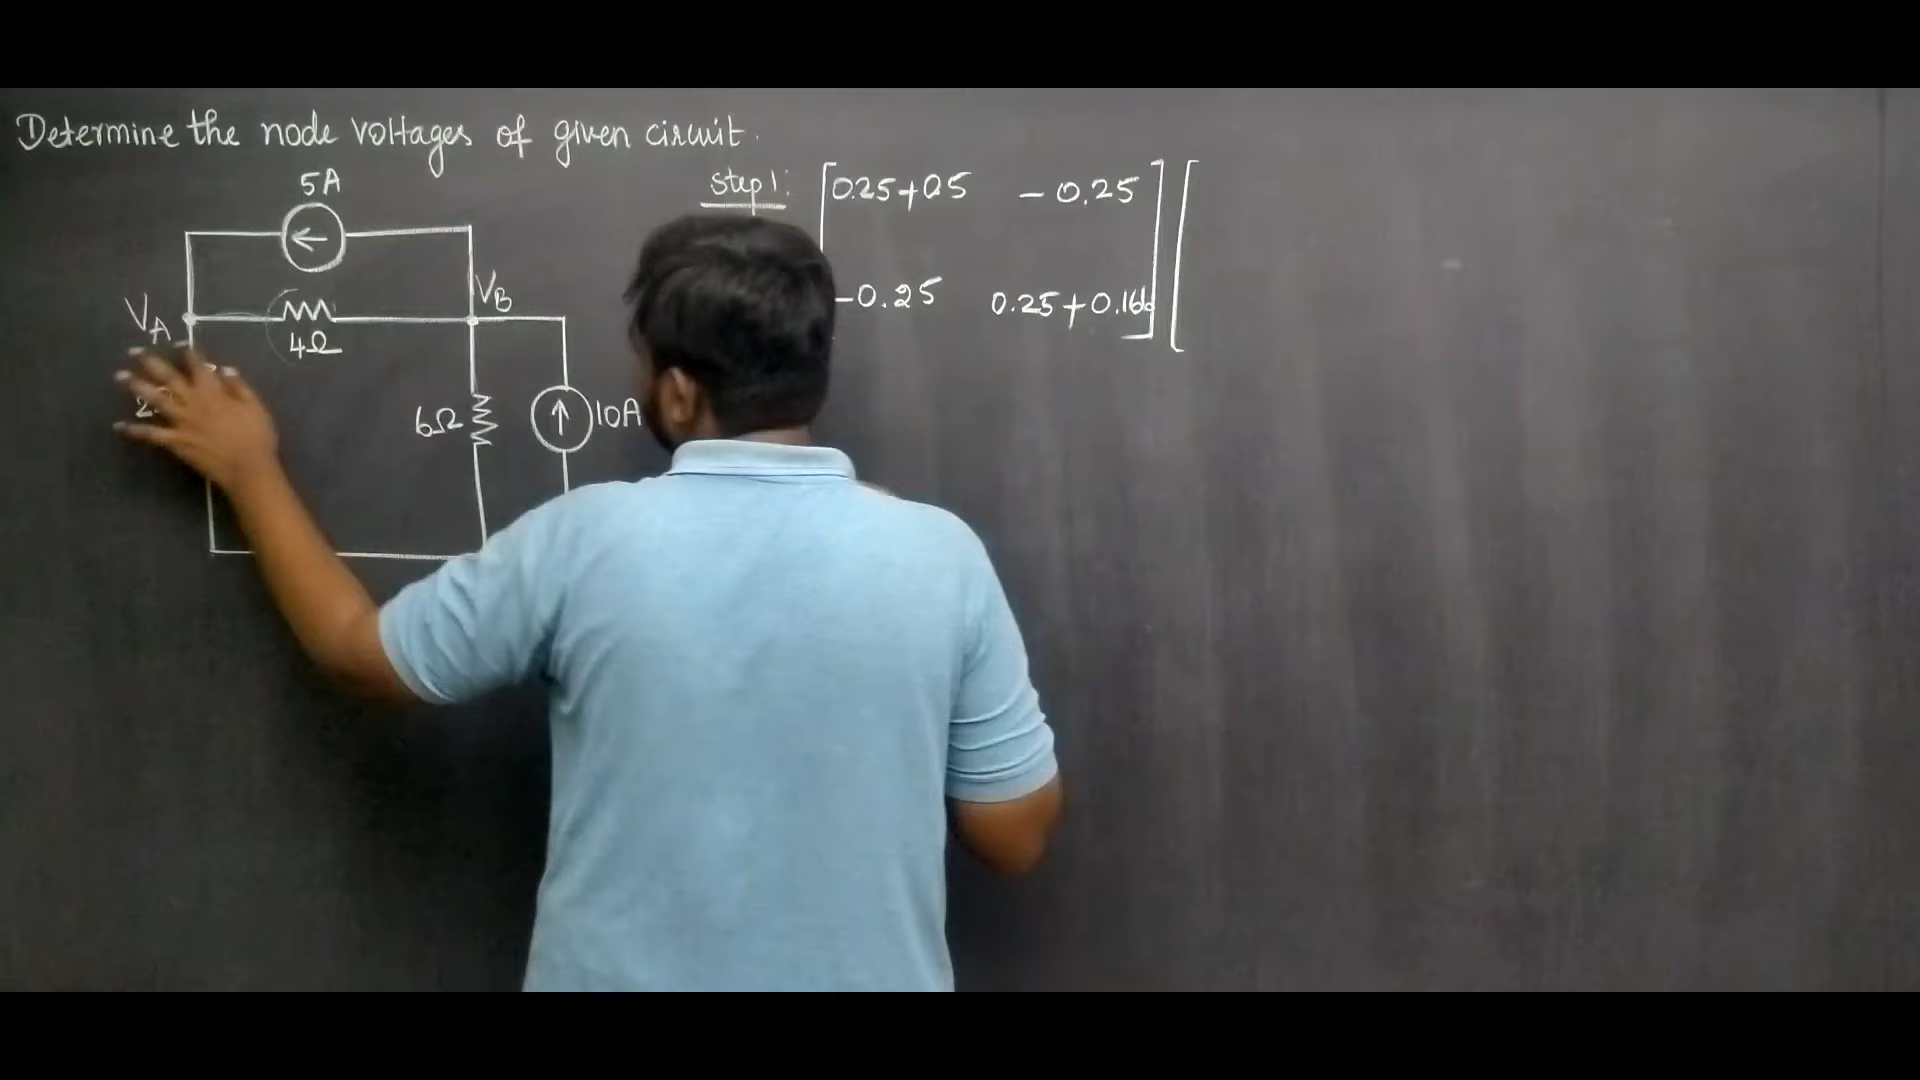 Determine the node voltages of given circuit.
5A
step 1:
0.25+0.5 -0.25
-0.25 0.25+0.166
VA
VB
4Ω
6Ω
10A